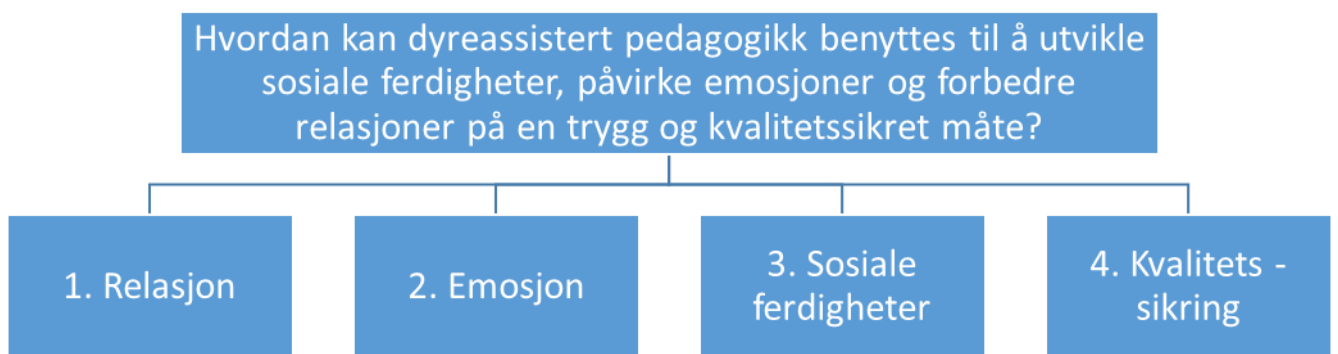 Hvordan kan dyreassistert pedagogikk benyttes til å utvikle
sosiale ferdigheter, påvirke emosjoner og forbedre
relasjoner på en trygg og kvalitetssikret måte?
1. Relasjon
2. Emosjon
3. Sosiale
ferdigheter
4. Kvalitets -
sikring